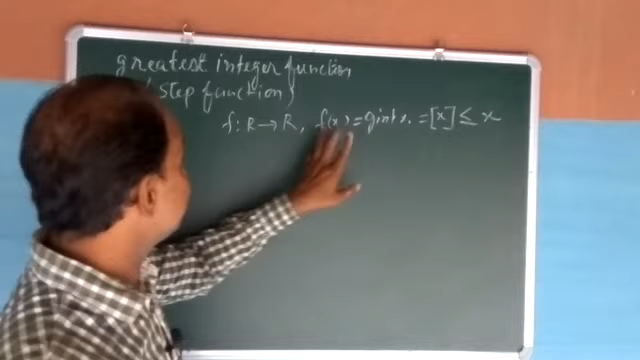 greatest integer function
(step function)
f: R → R, f(x) = gint x. = [x] ≤ x